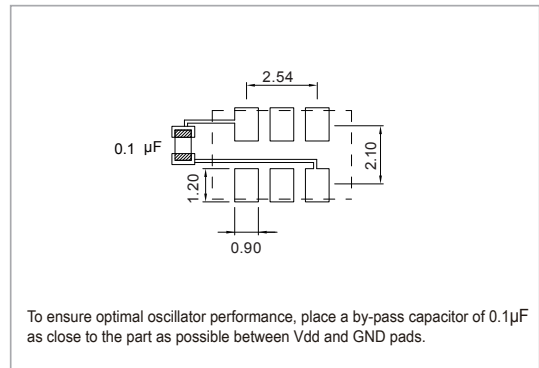 2.54
0.1 µF
2.10
1.20
0.90
To ensure optimal oscillator performance, place a by-pass capacitor of 0.1µF
as close to the part as possible between Vdd and GND pads.